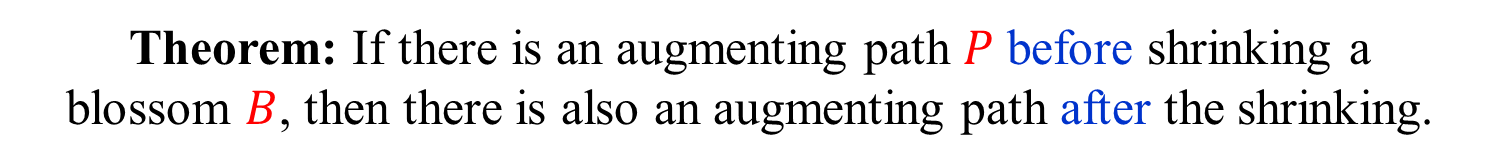 Theorem: If there is an augmenting path P before shrinking a
blossom B, then there is also an augmenting path after the shrinking.